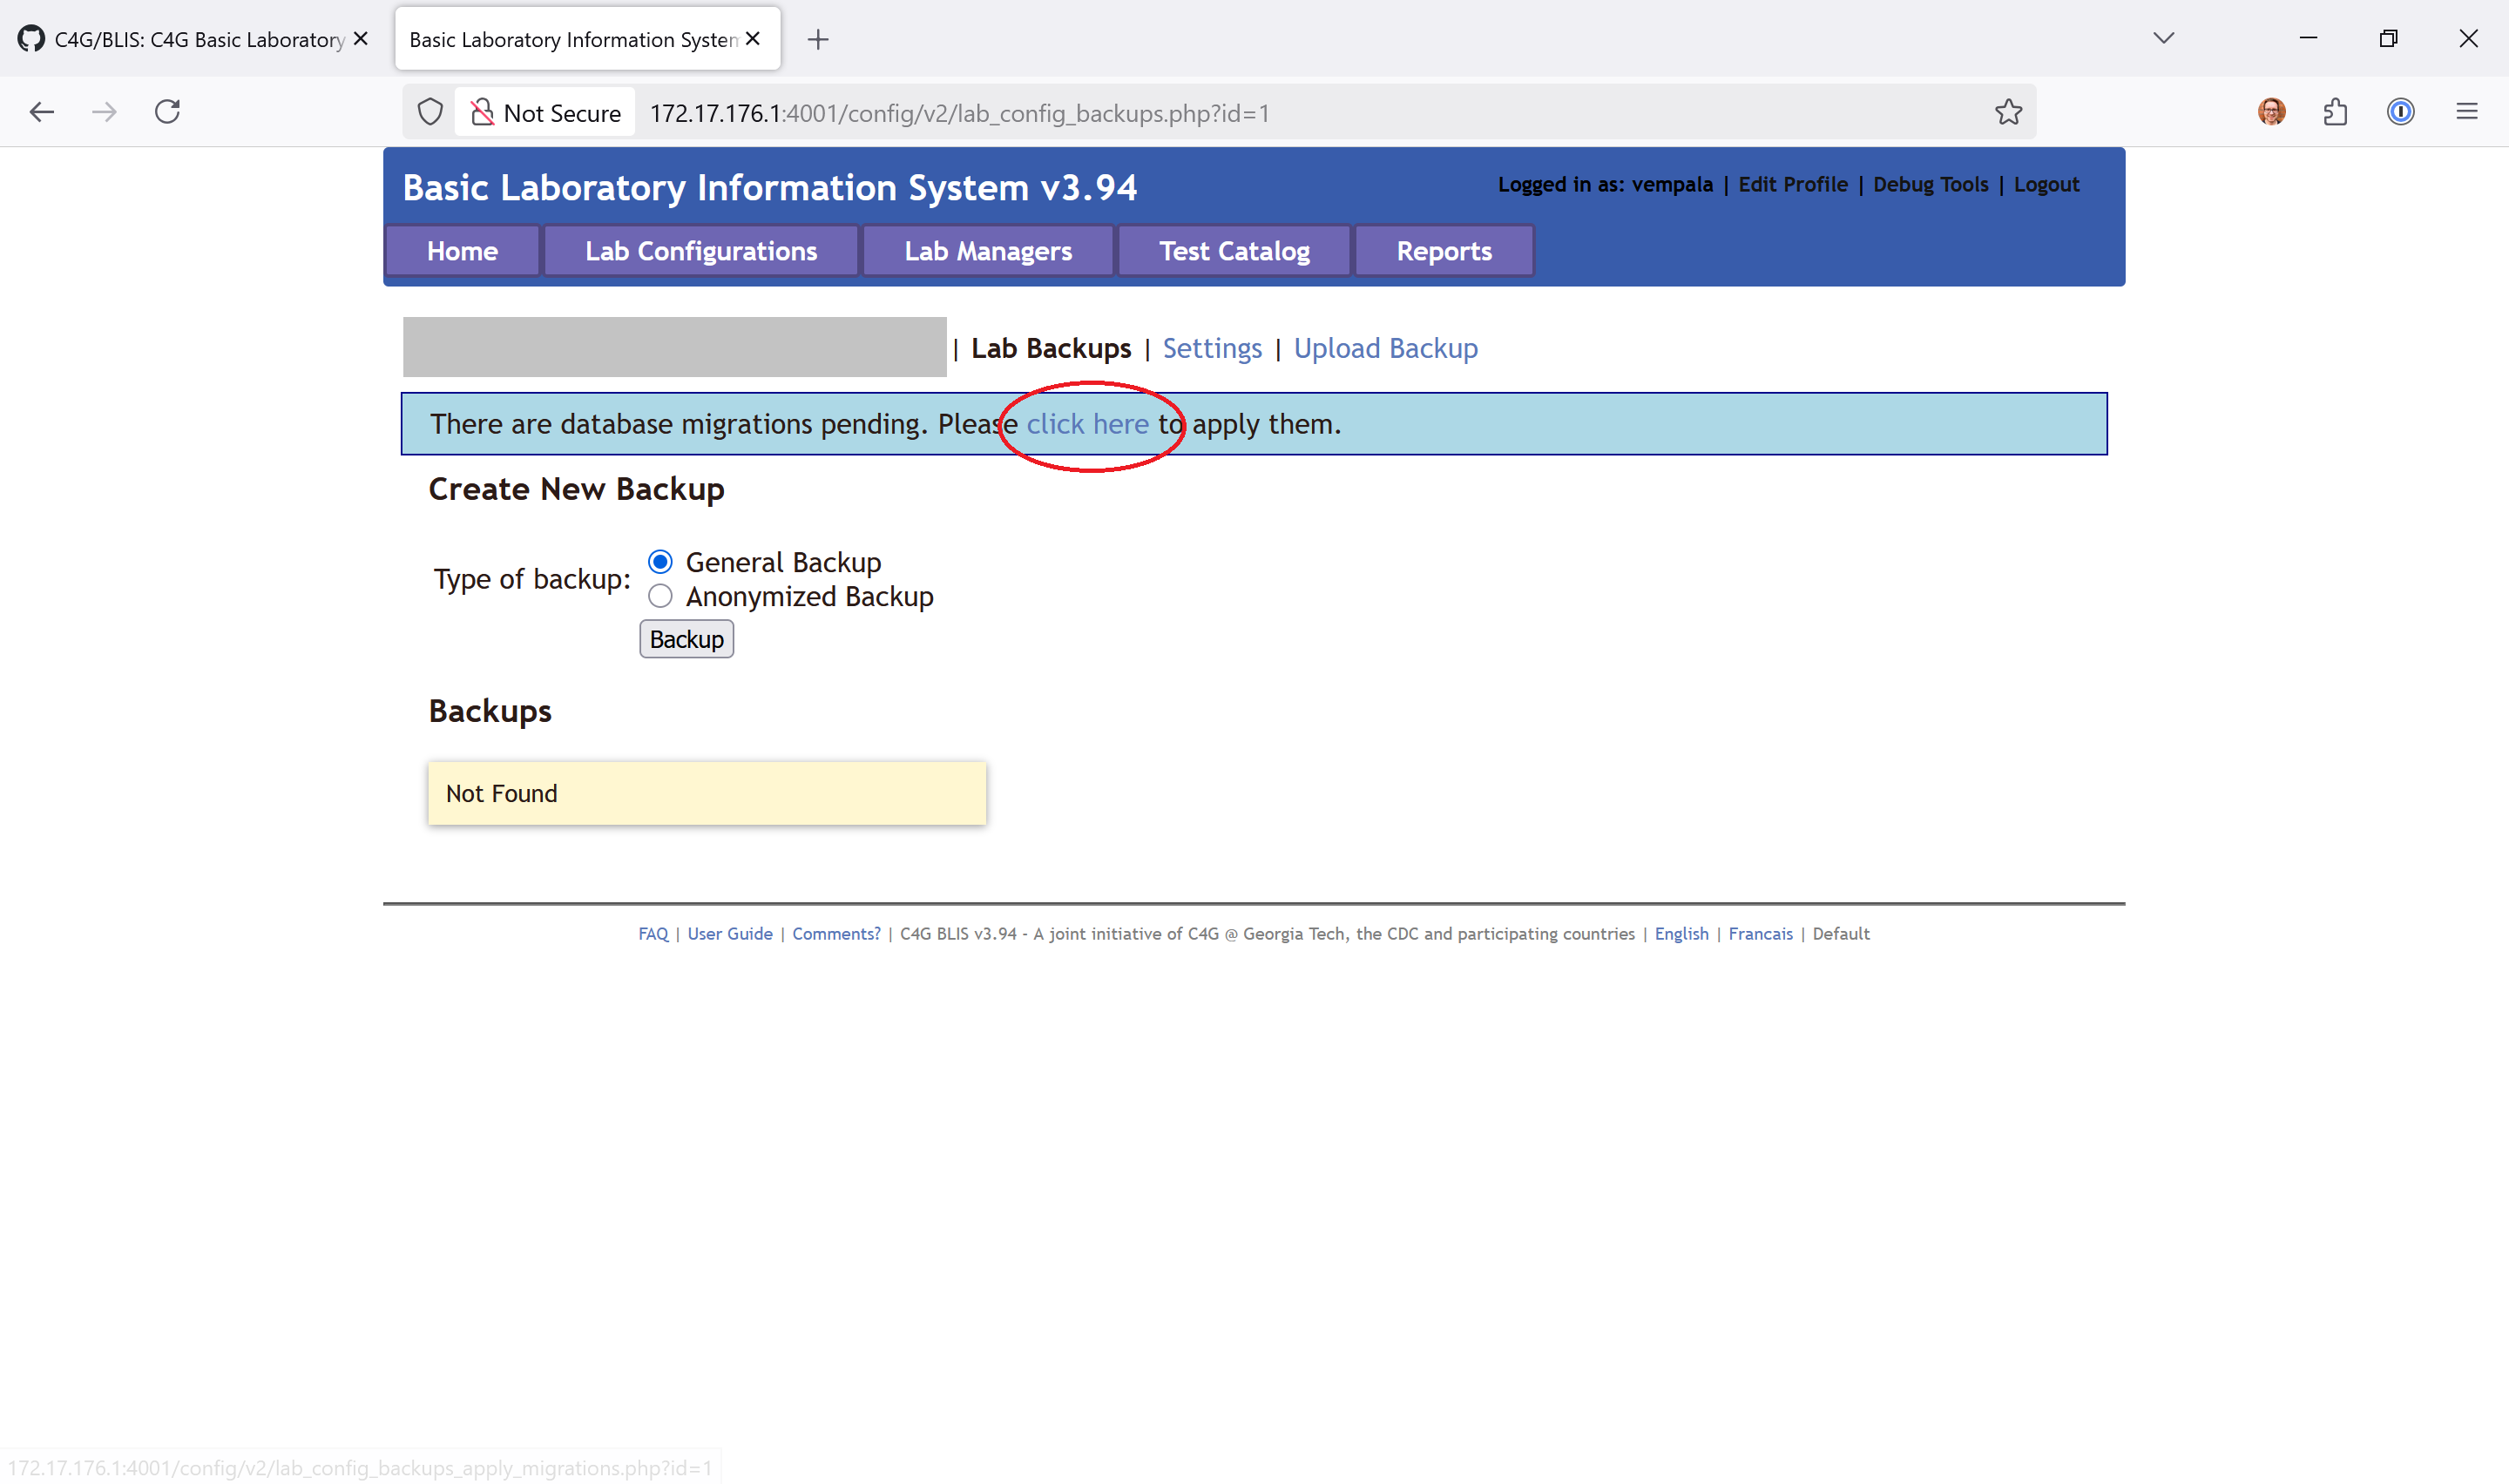 C4G/BLIS: C4G Basic Laboratory
Basic Laboratory Information System
Not Secure
172.17.176.1:4001/config/v2/lab_config_backups.php?id=1
Basic Laboratory Information System v3.94
Logged in as: vempala | Edit Profile | Debug Tools | Logout
Home
Lab Configurations
Lab Managers
Test Catalog
Reports
| Lab Backups | Settings | Upload Backup
There are database migrations pending. Please click here to apply them.
Create New Backup
Type of backup:
General Backup
Anonymized Backup
Backup
Backups
Not Found
FAQ | User Guide | Comments? | C4G BLIS v3.94 - A joint initiative of C4G @ Georgia Tech, the CDC and participating countries | English | Francais | Default
172.17.176.1:4001/config/v2/lab_config_backups_apply_migrations.php?id=1